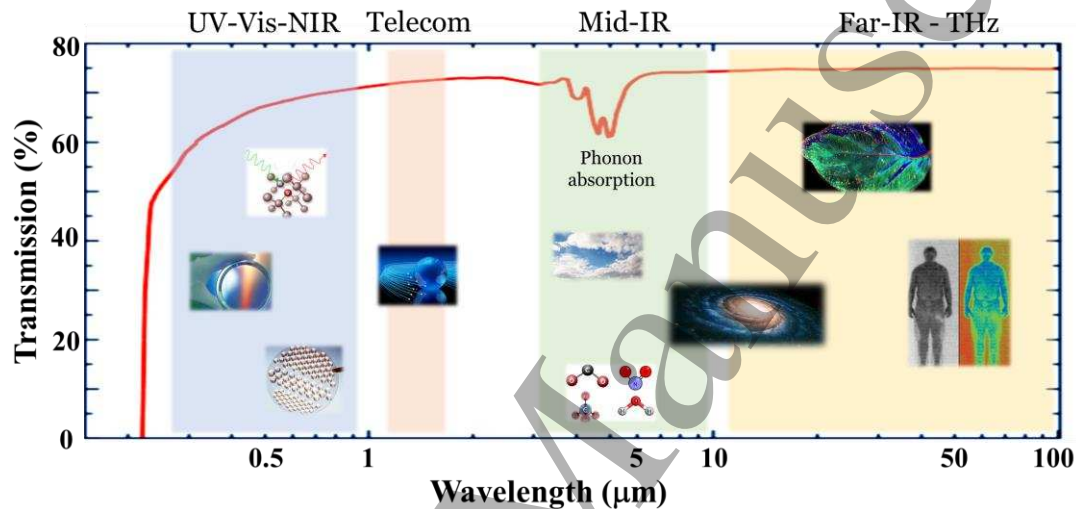 UV-Vis-NIR Telecom Mid-IR Far-IR - THz
80
60
40
20
0
Transmission (%)
Phonon
absorption
0.5 1 5 10 50 100
Wavelength (μm)
Manusc